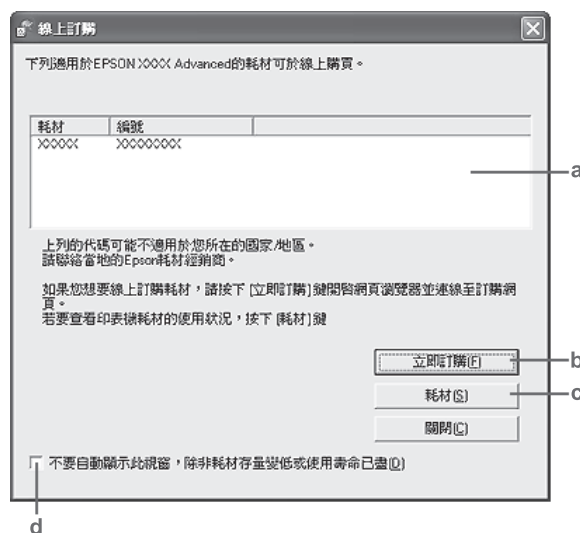 線上訂購
下列適用於EPSON XXXX Advanced的耗材可於線上購買。
耗材 編號
XXXXX XXXXXXXX
a
上列的代碼可能不適用於您所在的國家/地區。
請聯絡當地的Epson耗材經銷商。
如果您想要線上訂購耗材，請按下 [立即訂購] 鍵開啓網頁瀏覽器並連線至訂購網
頁。
若要查看印表機耗材的使用狀況，按下 [耗材] 鍵
立即訂購(F)
b
耗材(S)
c
關閉(C)
不要自動顯示此視窗，除非耗材存量變低或使用壽命已盡(D)
d